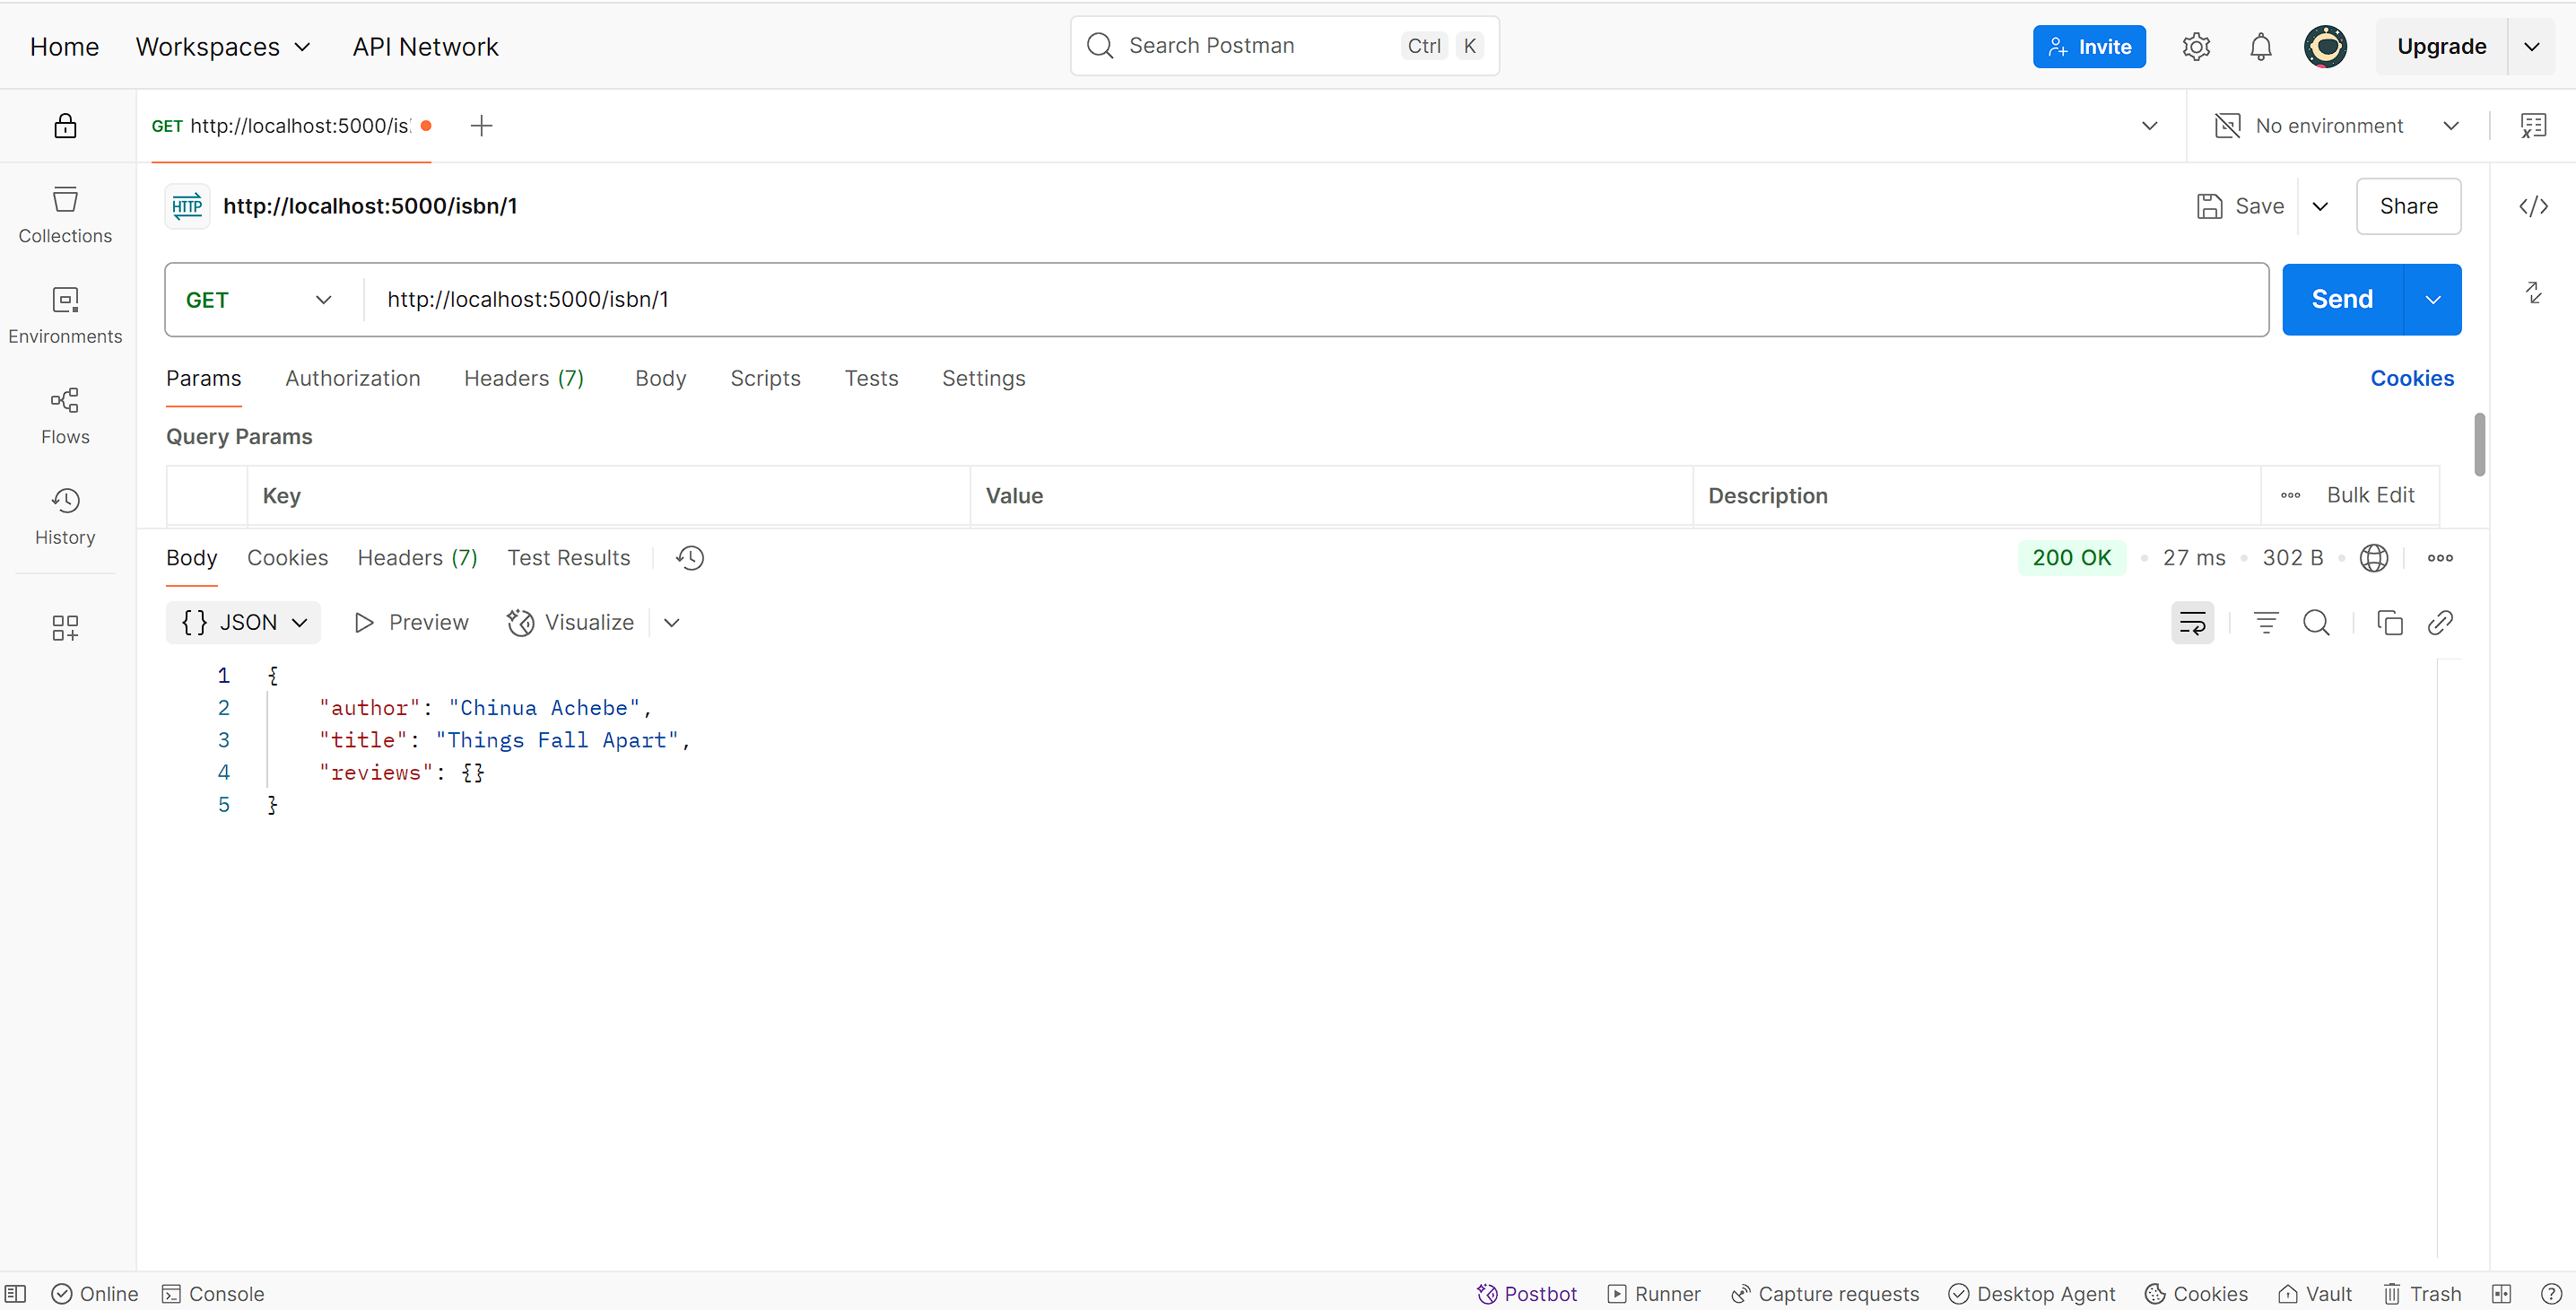 Home Workspaces API Network Search Postman Ctrl K Invite Upgrade
GET http://localhost:5000/is No environment
HTTP http://localhost:5000/isbn/1 Save Share
Collections
GET http://localhost:5000/isbn/1 Send
Environments
Params Authorization Headers (7) Body Scripts Tests Settings Cookies
Flows
Query Params
Key Value Description Bulk Edit
History
Body Cookies Headers (7) Test Results 200 OK 27 ms 302 B
{} JSON Preview Visualize
1 {
2 "author": "Chinua Achebe",
3 "title": "Things Fall Apart",
4 "reviews": {}
5 }
Online Console Postbot Runner Capture requests Desktop Agent Cookies Vault Trash